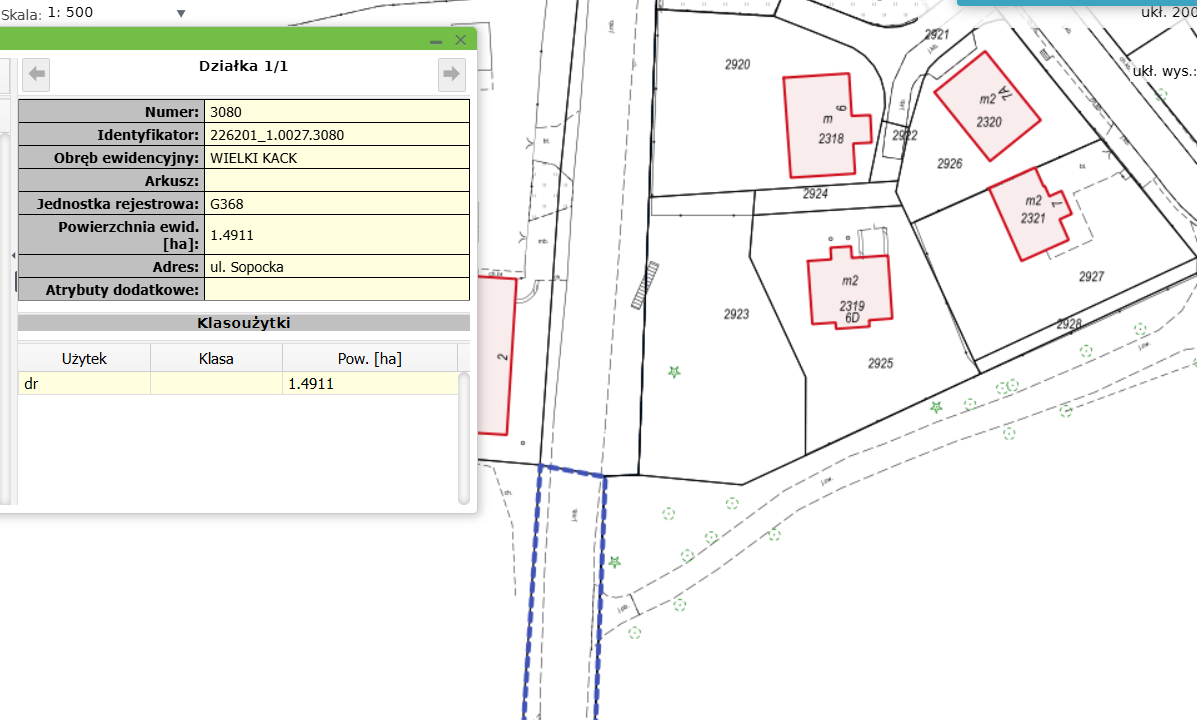 Skala: 1: 500
ukł. 200
ukł. wys.:
Działka 1/1
Numer: 3080
Identyfikator: 226201_1.0027.3080
Obręb ewidencyjny: WIELKI KACK
Arkusz:
Jednostka rejestrowa: G368
Powierzchnia ewid.
[ha]: 1.4911
Adres: ul. Sopocka
Atrybuty dodatkowe:
Klasoużytki
Użytek Klasa Pow. [ha]
dr 1.4911
2920
2921
m 6
2318
2922
m2 7A
2320
2926
2924
m2 7
2321
2927
2928
m2
2319
6D
2923
2925
2